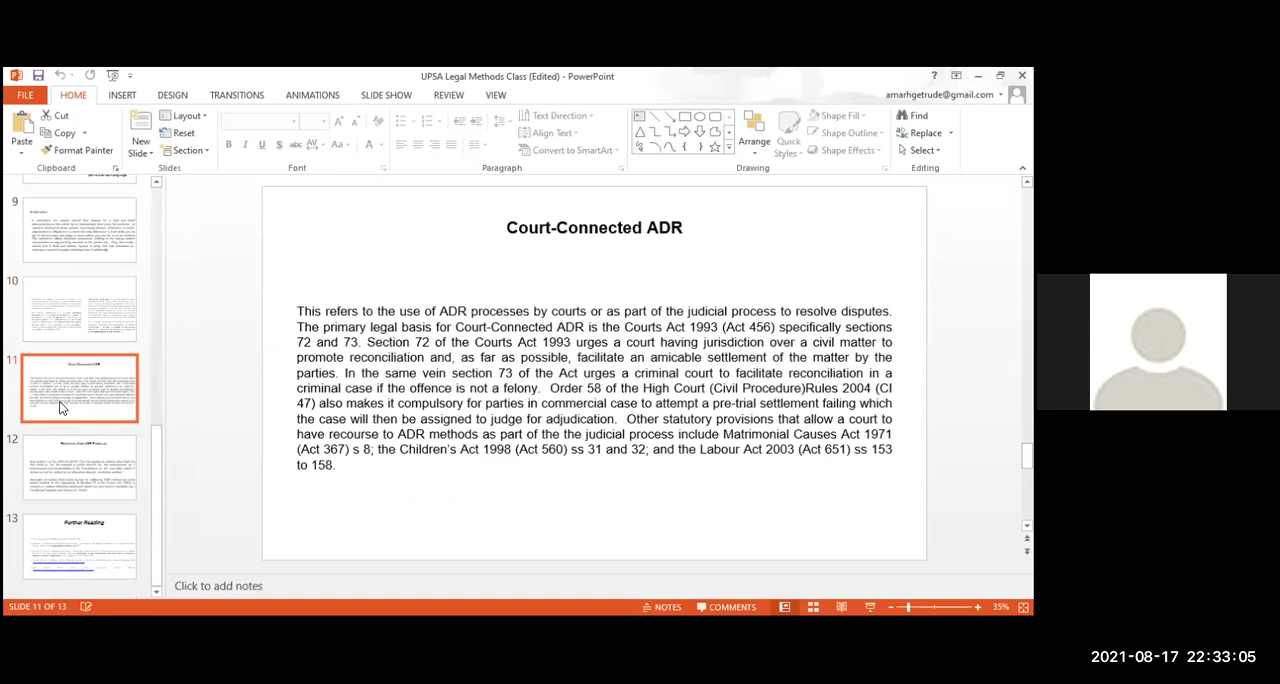 UPSA Legal Methods Class (Edited) - PowerPoint
FILE HOME INSERT DESIGN TRANSITIONS ANIMATIONS SLIDE SHOW REVIEW VIEW
amarhgetrude@gmail.com
Paste
Cut
Copy
Format Painter
Clipboard
New Slide
Layout
Reset
Section
Slides
B I U S abc AV Aa A
Font
Text Direction
Align Text
Convert to SmartArt
Paragraph
Arrange
Quick Styles
Shape Fill
Shape Outline
Shape Effects
Drawing
Find
Replace
Select
Editing
9
10
11
Court-Connected ADR
12
13
Further Reading
Court-Connected ADR
This refers to the use of ADR processes by courts or as part of the judicial process to resolve disputes.
The primary legal basis for Court-Connected ADR is the Courts Act 1993 (Act 456) specifically sections
72 and 73. Section 72 of the Courts Act 1993 urges a court having jurisdiction over a civil matter to
promote reconciliation and, as far as possible, facilitate an amicable settlement of the matter by the
parties. In the same vein section 73 of the Act urges a criminal court to facilitate reconciliation in a
criminal case if the offence is not a felony. Order 58 of the High Court (Civil Procedure)Rules 2004 (CI
47) also makes it compulsory for parties in commercial case to attempt a pre-trial settlement failing which
the case will then be assigned to judge for adjudication. Other statutory provisions that allow a court to
have recourse to ADR methods as part of the the judicial process include Matrimonial Causes Act 1971
(Act 367) s 8; the Children's Act 1998 (Act 560) ss 31 and 32; and the Labour Act 2003 (Act 651) ss 153
to 158.
Click to add notes
SLIDE 11 OF 13
NOTES
COMMENTS
35%
2021-08-17 22:33:05